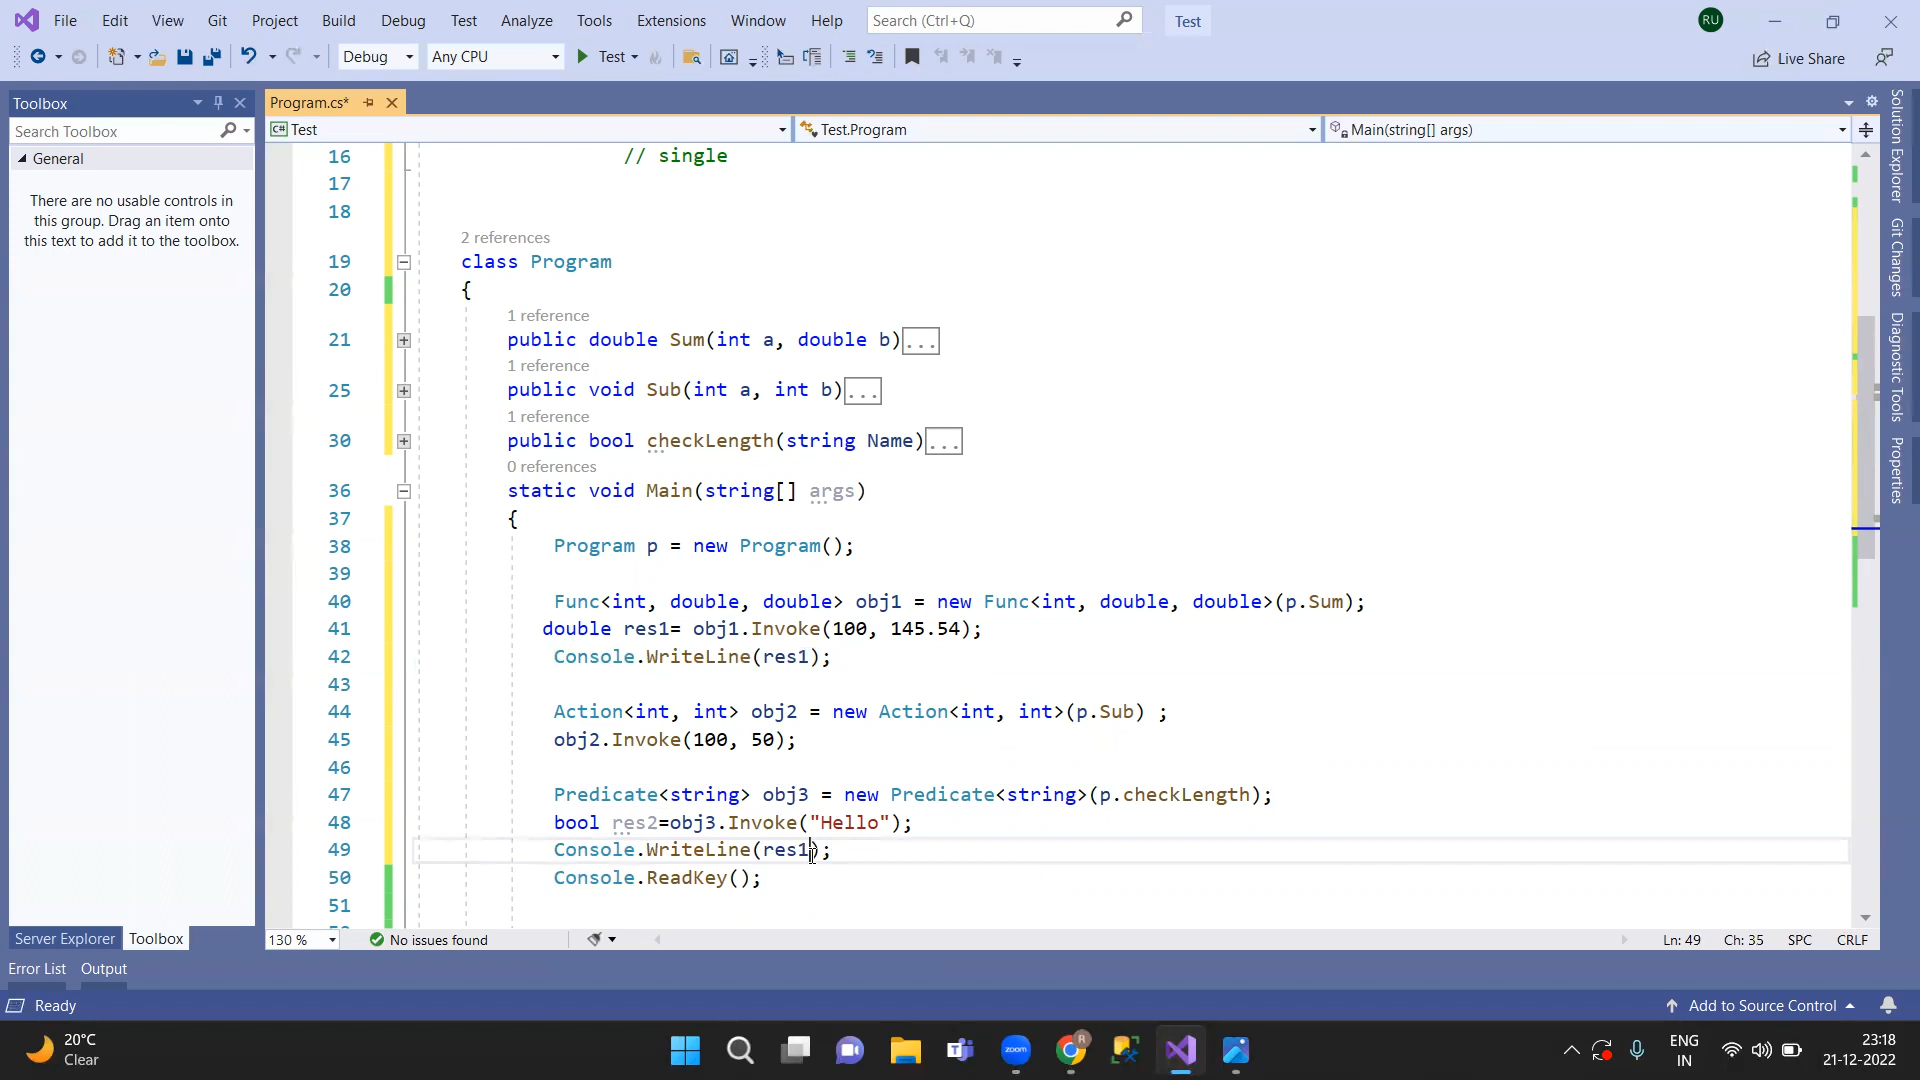 File Edit View Git Project Build Debug Test Analyze Tools Extensions Window Help Search (Ctrl+Q) Test RU
Debug Any CPU Test Live Share
Toolbox
Search Toolbox
General
There are no usable controls in
this group. Drag an item onto
this text to add it to the toolbox.
Program.cs*
C# Test Test.Program Main(string[] args)
16 // single
17
18
2 references
19 class Program
20 {
1 reference
21 public double Sum(int a, double b)...
1 reference
25 public void Sub(int a, int b)...
1 reference
30 public bool checkLength(string Name)...
0 references
36 static void Main(string[] args)
37 {
38 Program p = new Program();
39
40 Func<int, double, double> obj1 = new Func<int, double, double>(p.Sum);
41 double res1= obj1.Invoke(100, 145.54);
42 Console.WriteLine(res1);
43
44 Action<int, int> obj2 = new Action<int, int>(p.Sub) ;
45 obj2.Invoke(100, 50);
46
47 Predicate<string> obj3 = new Predicate<string>(p.checkLength);
48 bool res2=obj3.Invoke("Hello");
49 Console.WriteLine(res1);
50 Console.ReadKey();
51
Solution Explorer
Git Changes
Diagnostic Tools
Properties
130 % No issues found Ln: 49 Ch: 35 SPC CRLF
Server Explorer Toolbox
Error List Output
Ready Add to Source Control
20°C
Clear
zoom
R
ENG
IN
23:18
21-12-2022